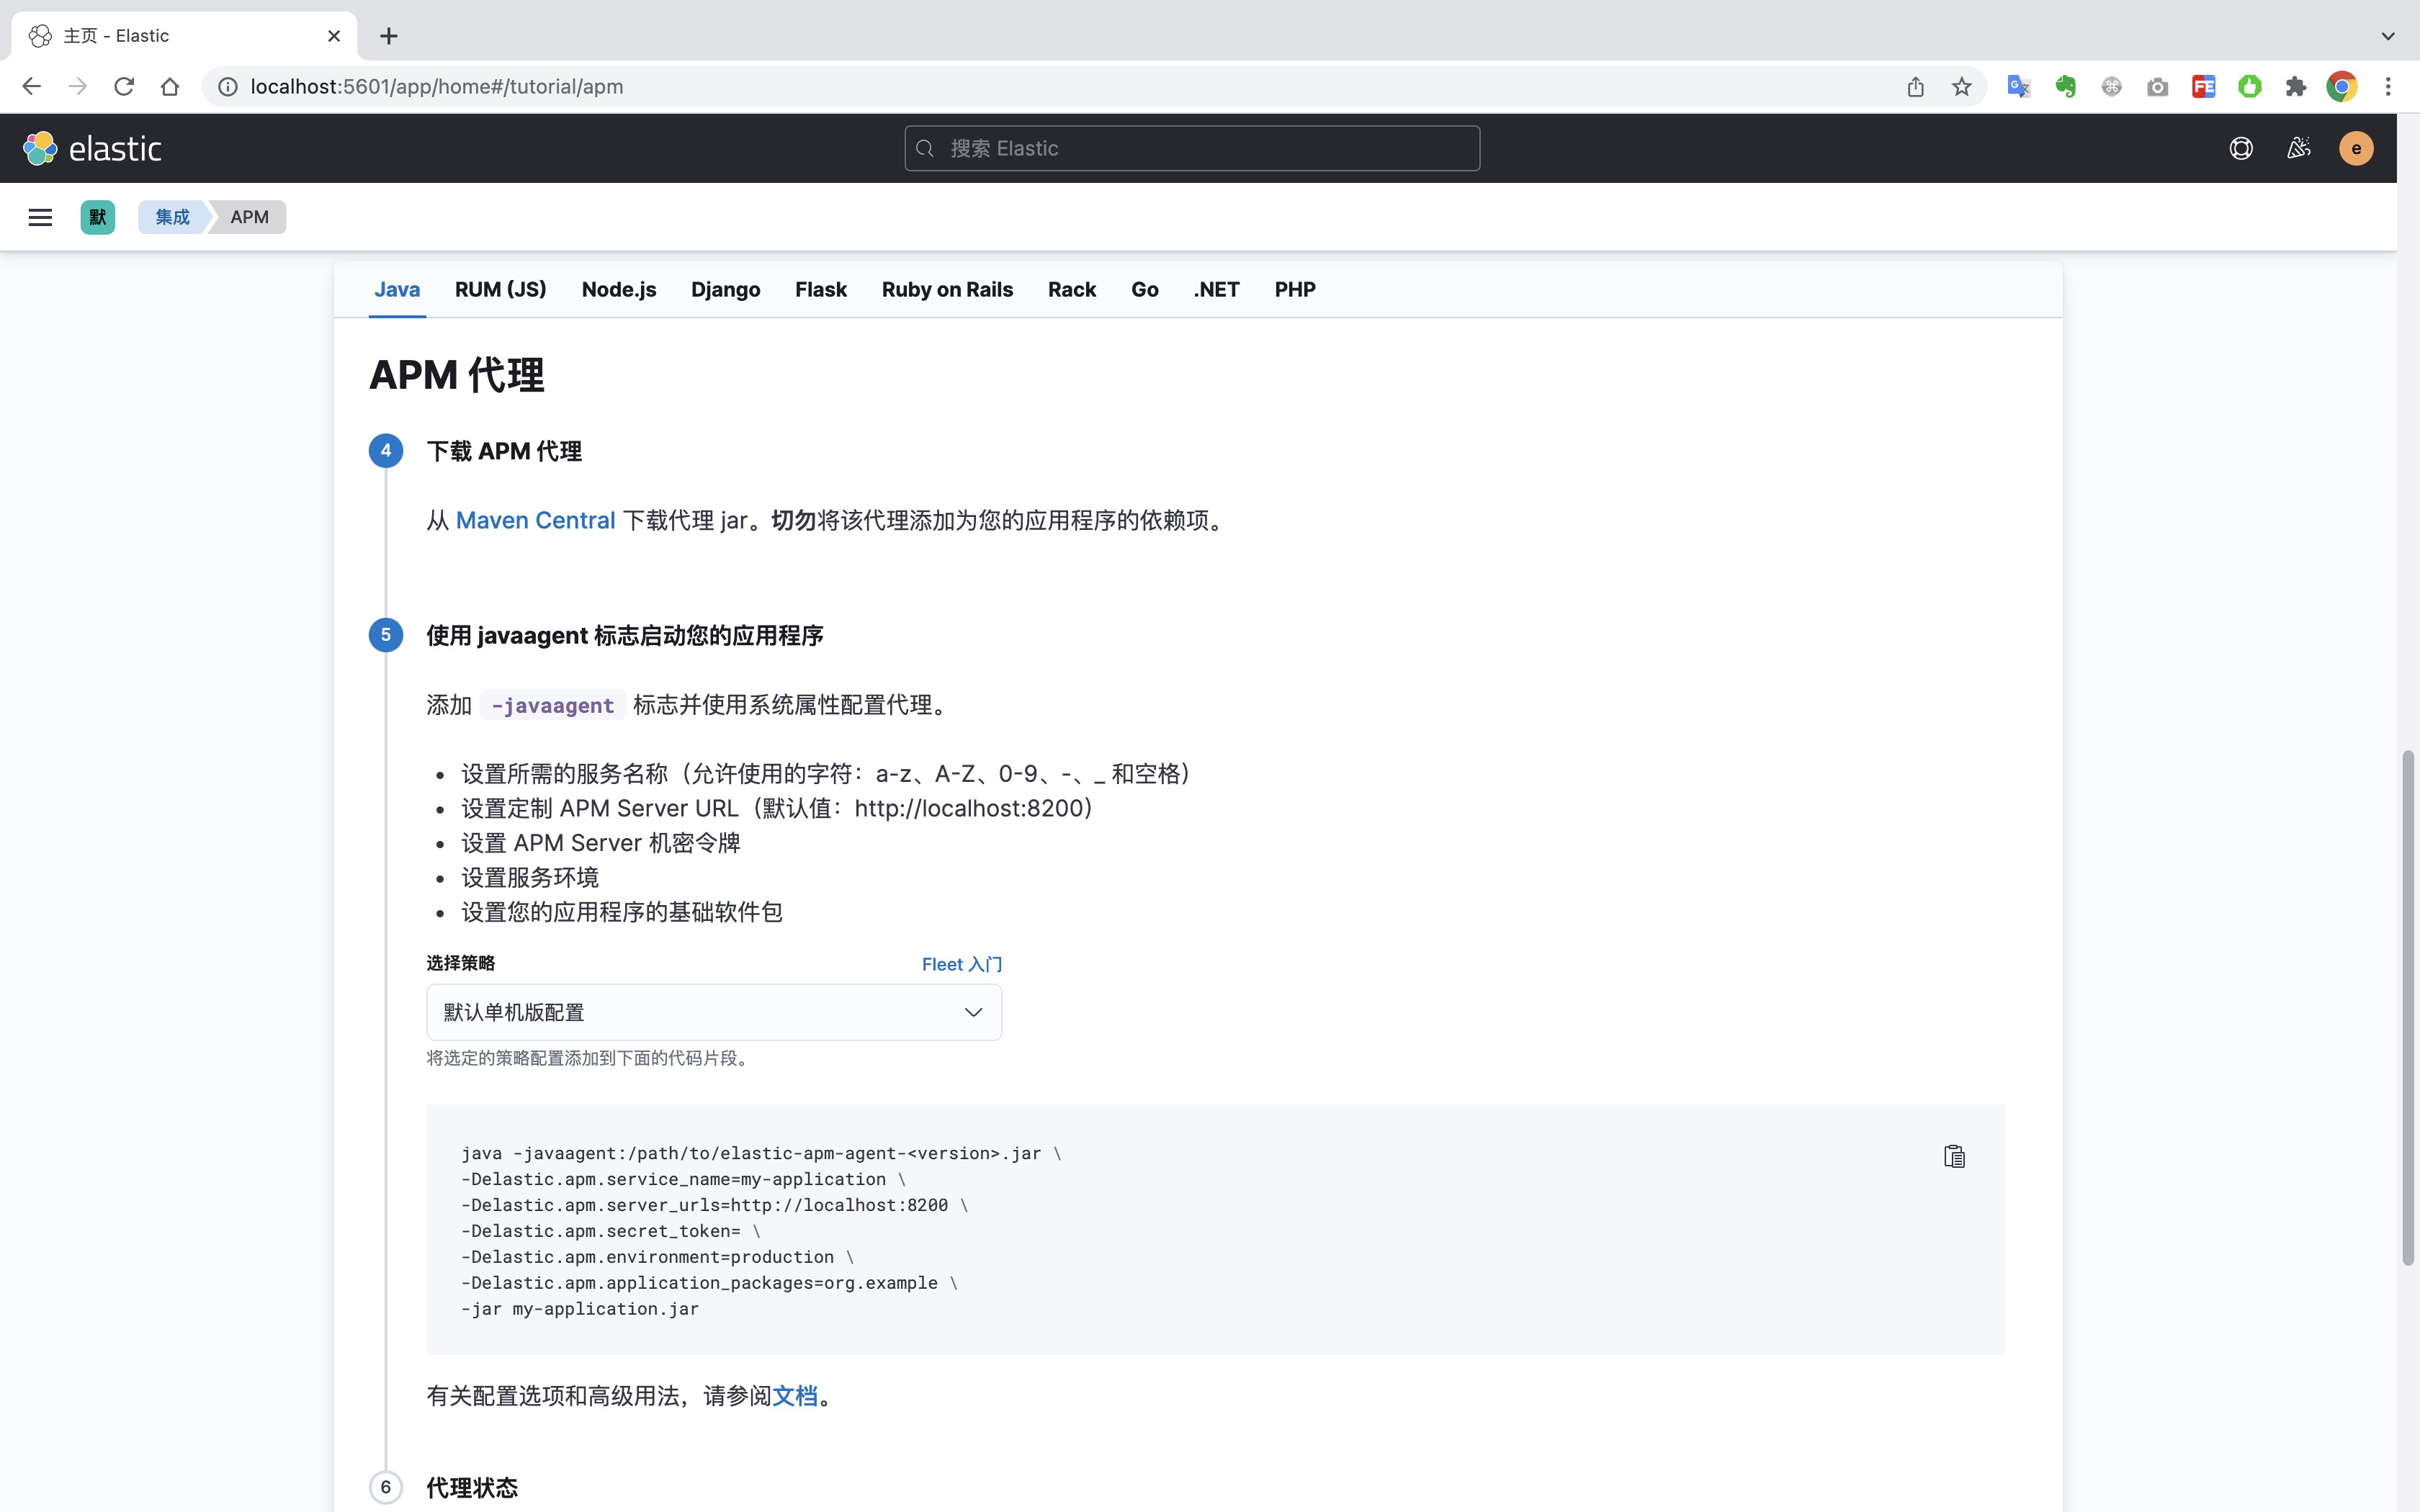 主页 - Elastic
localhost:5601/app/home#/tutorial/apm
FE
elastic
搜索 Elastic
e
默
集成
APM
Java RUM (JS) Node.js Django Flask Ruby on Rails Rack Go .NET PHP
APM 代理
4 下载 APM 代理
从 Maven Central 下载代理 jar。切勿将该代理添加为您的应用程序的依赖项。
5 使用 javaagent 标志启动您的应用程序
添加 -javaagent 标志并使用系统属性配置代理。
• 设置所需的服务名称（允许使用的字符：a-z、A-Z、0-9、-、_ 和空格）
• 设置定制 APM Server URL（默认值：http://localhost:8200）
• 设置 APM Server 机密令牌
• 设置服务环境
• 设置您的应用程序的基础软件包
选择策略 Fleet 入门
默认单机版配置
将选定的策略配置添加到下面的代码片段。
java -javaagent:/path/to/elastic-apm-agent-<version>.jar \
-Delastic.apm.service_name=my-application \
-Delastic.apm.server_urls=http://localhost:8200 \
-Delastic.apm.secret_token= \
-Delastic.apm.environment=production \
-Delastic.apm.application_packages=org.example \
-jar my-application.jar
有关配置选项和高级用法，请参阅文档。
6 代理状态